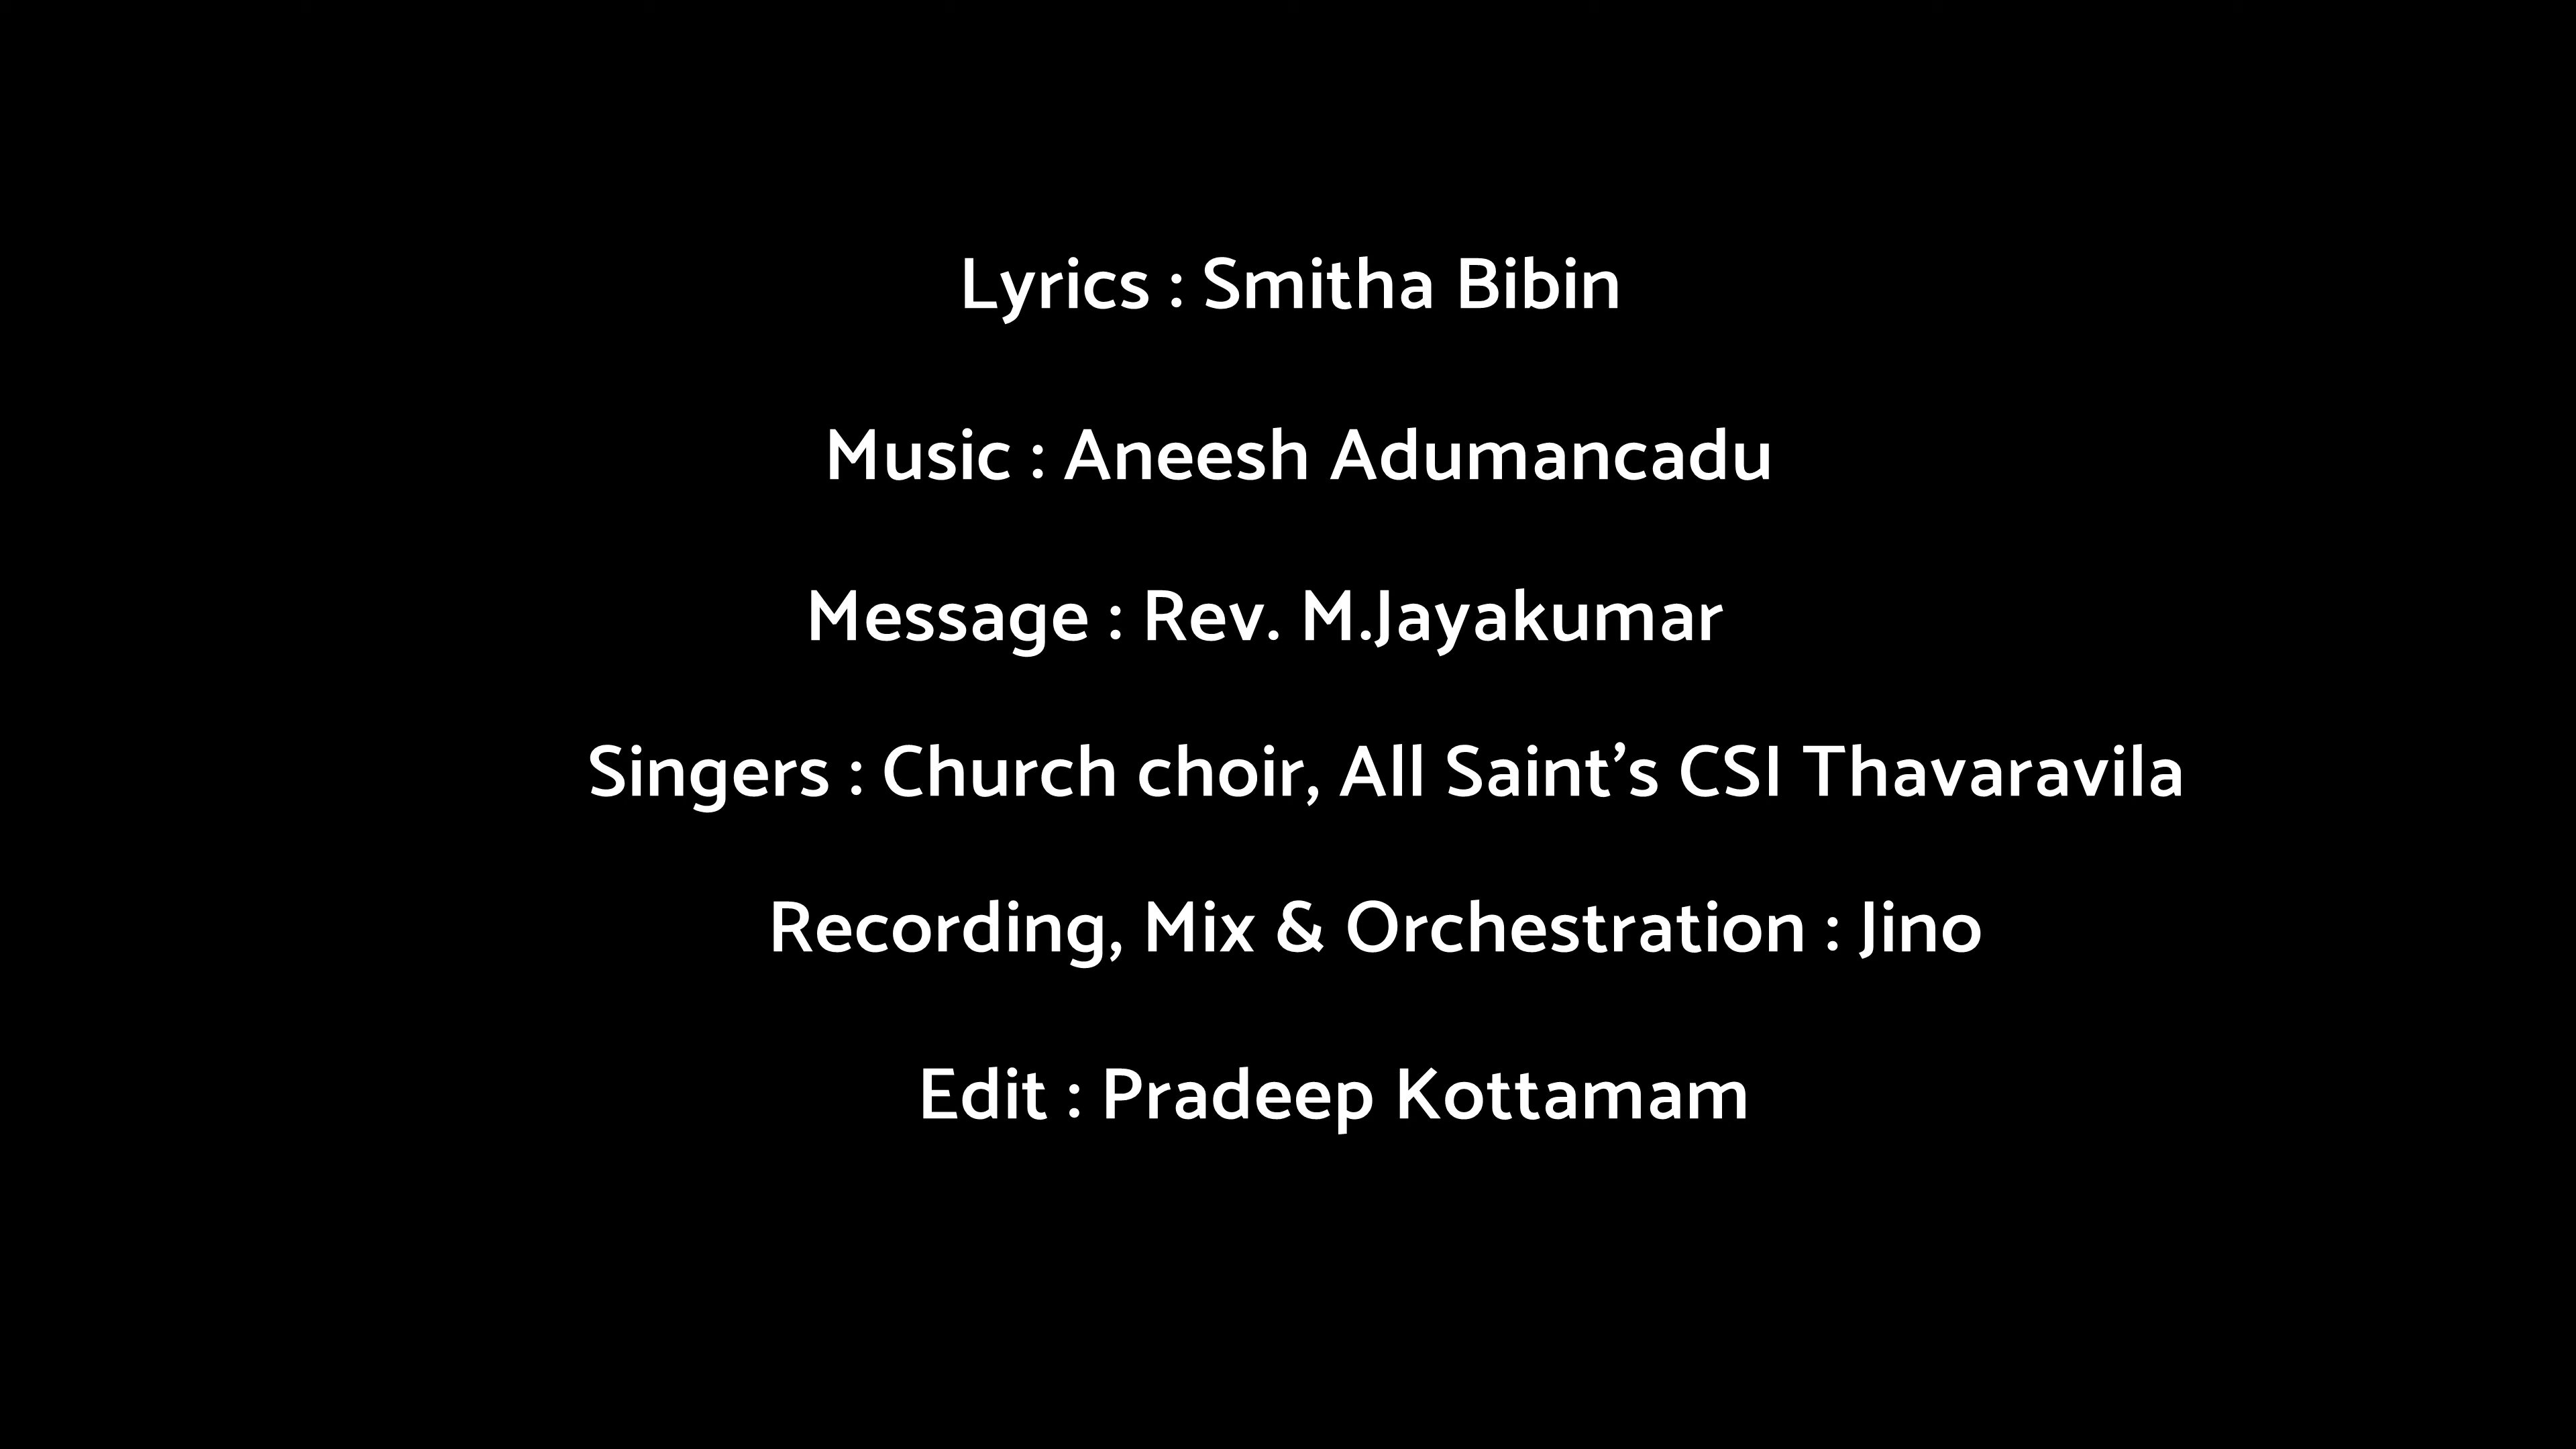 Lyrics : Smitha Bibin
Music : Aneesh Adumancadu
Message : Rev. M.Jayakumar
Singers : Church choir, All Saint’s CSI Thavaravila
Recording, Mix & Orchestration : Jino
Edit : Pradeep Kottamam